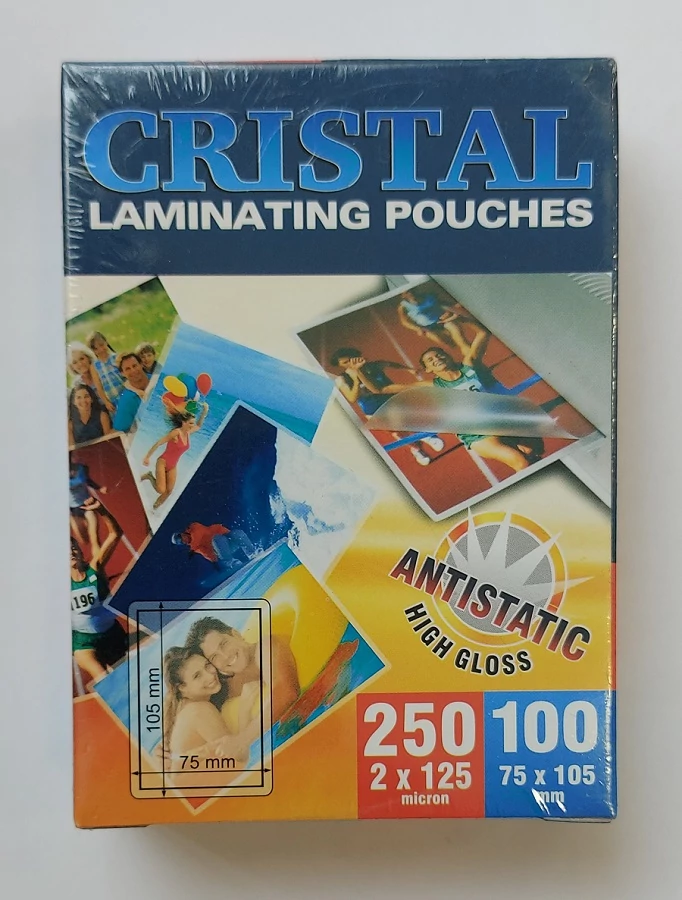 CRISTAL
LAMINATING POUCHES
ANTISTATIC
HIGH GLOSS
196
105 mm
75 mm
250
2 x 125
micron
100
75 x 105
mm